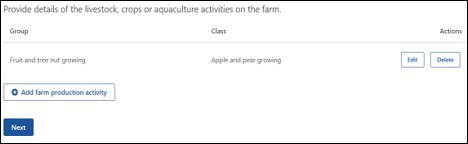 Provide details of the livestock, crops or aquaculture activities on the farm.
Group Class Actions
Fruit and tree nut growing Apple and pear growing Edit Delete
Add farm production activity
Next